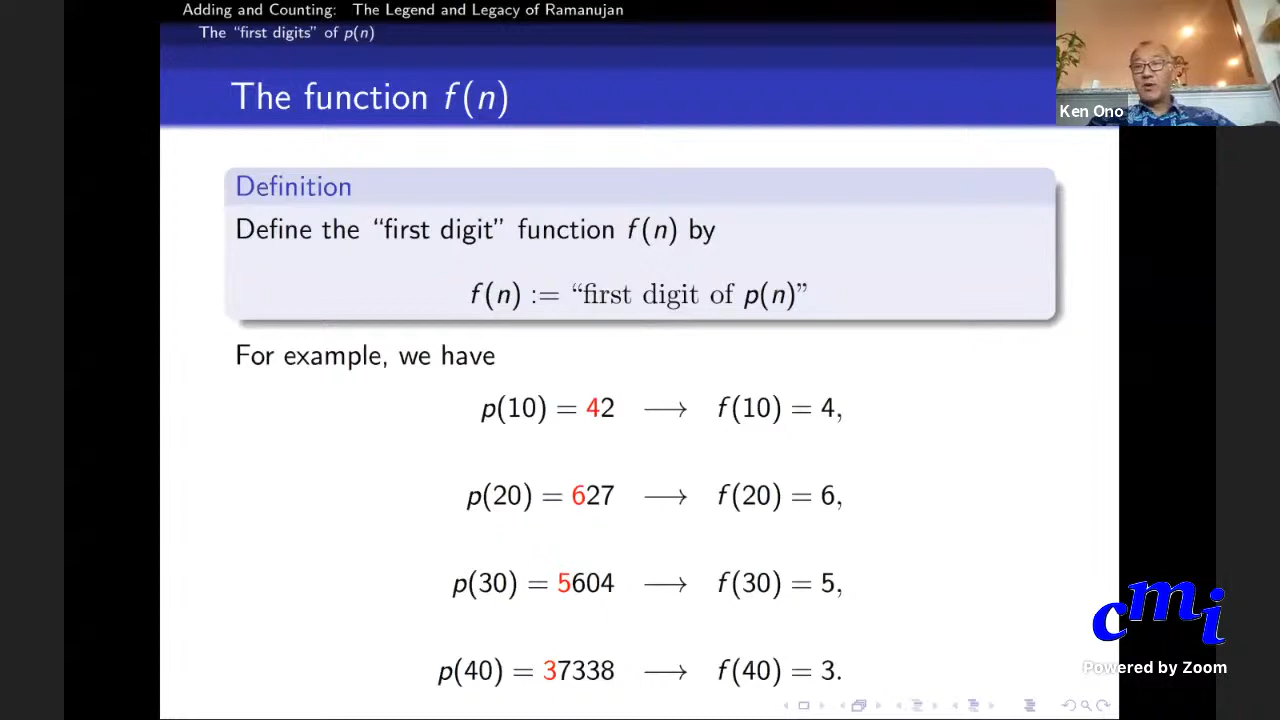 Adding and Counting: The Legend and Legacy of Ramanujan
The “first digits” of p(n)
The function f(n)
Ken Ono
Definition
Define the “first digit” function f(n) by
f(n) := “first digit of p(n)”
For example, we have
p(10) = 42 ⟶ f(10) = 4,
p(20) = 627 ⟶ f(20) = 6,
p(30) = 5604 ⟶ f(30) = 5,
p(40) = 37338 ⟶ f(40) = 3.
cmi
Powered by Zoom